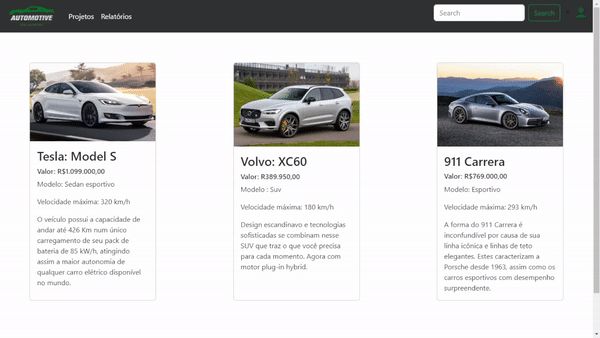 AUTOMOTIVE
Projetos
Relatórios
Search
Search
Tesla: Model S
Valor: R$1.099.000,00
Modelo: Sedan esportivo
Velocidade máxima: 320 km/h
O veículo possui a capacidade de
andar até 426 Km num único
carregamento de seu pack de
bateria de 85 kW/h, atingindo
assim a maior autonomia de
qualquer carro elétrico disponível
no mundo.
Volvo: XC60
Valor: R389.950,00
Modelo : Suv
Velocidade máxima: 180 km/h
Design escandinavo e tecnologias
sofisticadas se combinam nesse
SUV que traz o que você precisa
para cada momento. Agora com
motor plug-in hybrid.
911 Carrera
Valor: R$769.000,00
Modelo: Esportivo
Velocidade máxima: 293 km/h
A forma do 911 Carrera é
inconfundível por causa de sua
linha icônica e linhas de teto
elegantes. Estes caracterizam a
Porsche desde 1963, assim como os
carros esportivos com desempenho
surpreendente.